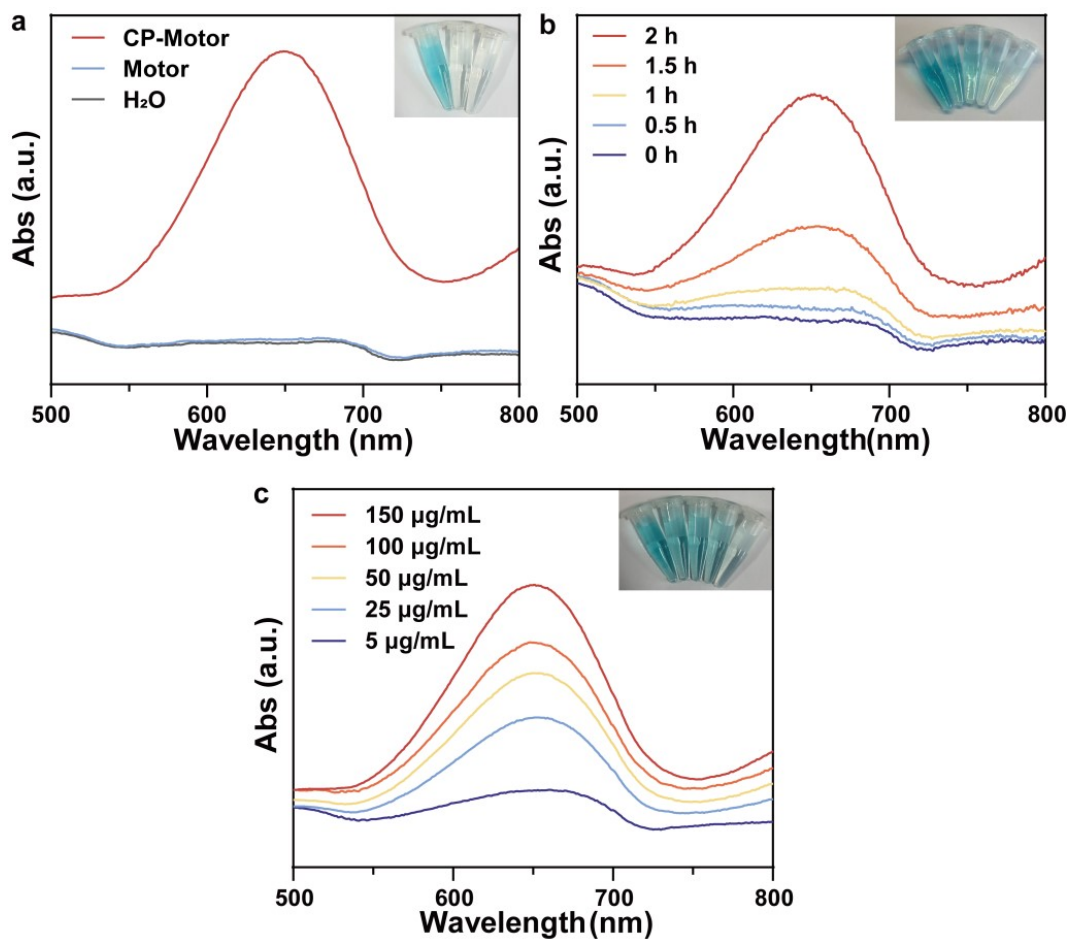 a
CP-Motor
Motor
H₂O
Abs (a.u.)
500 600 700 800
Wavelength (nm)
b
2 h
1.5 h
1 h
0.5 h
0 h
Abs (a.u.)
500 600 700 800
Wavelength(nm)
c
150 µg/mL
100 µg/mL
50 µg/mL
25 µg/mL
5 µg/mL
Abs (a.u.)
500 600 700 800
Wavelength(nm)